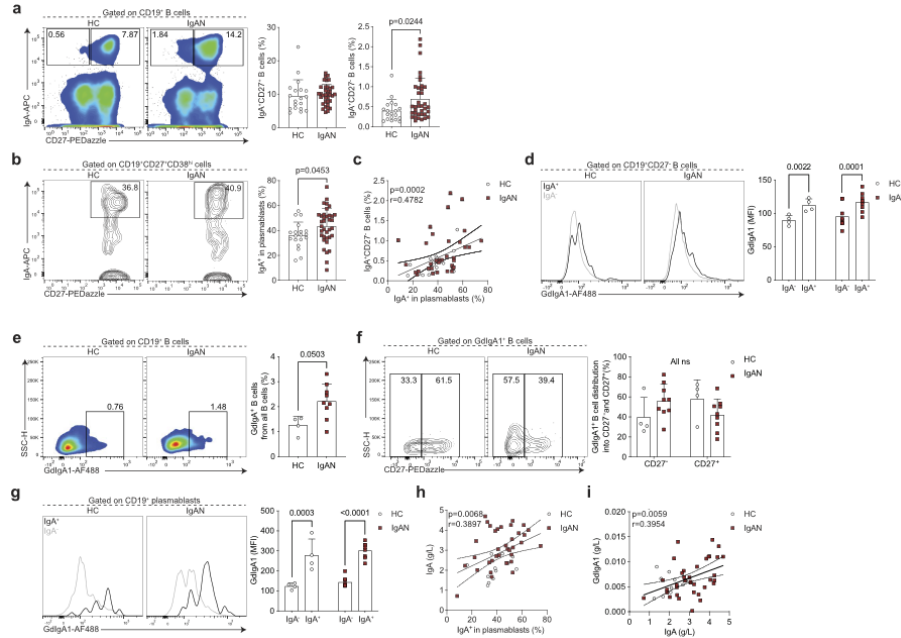 a
Gated on CD19⁺ B cells
HC
IgAN
0.56
7.87
1.84
14.2
IgA-APC
CD27-PEDazzle
IgA⁺CD27⁺ B cells (%)
HC
IgAN
p=0.0244
IgA⁺CD27⁻ B cells (%)
HC
IgAN
b
Gated on CD19⁺CD27⁺CD38ʰⁱ cells
HC
IgAN
36.8
40.9
IgA-APC
CD27-PEDazzle
p=0.0453
IgA⁺ in plasmablasts (%)
HC
IgAN
c
p=0.0002
r=0.4782
HC
IgAN
IgA⁺CD27⁻ B cells (%)
IgA⁺ in plasmablasts (%)
d
Gated on CD19⁺CD27⁻ B cells
HC
IgAN
IgA⁺
IgA⁻
GdIgA1-AF488
0.0022
0.0001
HC
IgA
GdIgA1 (MFI)
IgA⁻ IgA⁺ IgA⁻ IgA⁺
e
Gated on CD19⁺ B cells
HC
IgAN
0.76
1.48
SSC-H
GdIgA1-AF488
0.0503
GdIgA⁺ B cells
from all B cells (%)
HC
IgAN
f
Gated on GdIgA1⁺ B cells
HC
IgAN
33.3
61.5
57.5
39.4
SSC-H
CD27-PEDazzle
All ns
HC
IgAN
GdIgA1⁺ B cell distribution
into CD27⁻ and CD27⁺(%)
CD27⁻
CD27⁺
g
Gated on CD19⁺ plasmablasts
HC
IgAN
IgA⁺
IgA⁻
GdIgA1-AF488
0.0003
<0.0001
HC
IgAN
GdIgA1 (MFI)
IgA⁻ IgA⁺ IgA⁻ IgA⁺
h
p=0.0068
r=0.3897
HC
IgAN
IgA (g/L)
IgA⁺ in plasmablasts (%)
i
p=0.0059
r=0.3954
HC
IgAN
GdIgA1 (g/L)
IgA (g/L)